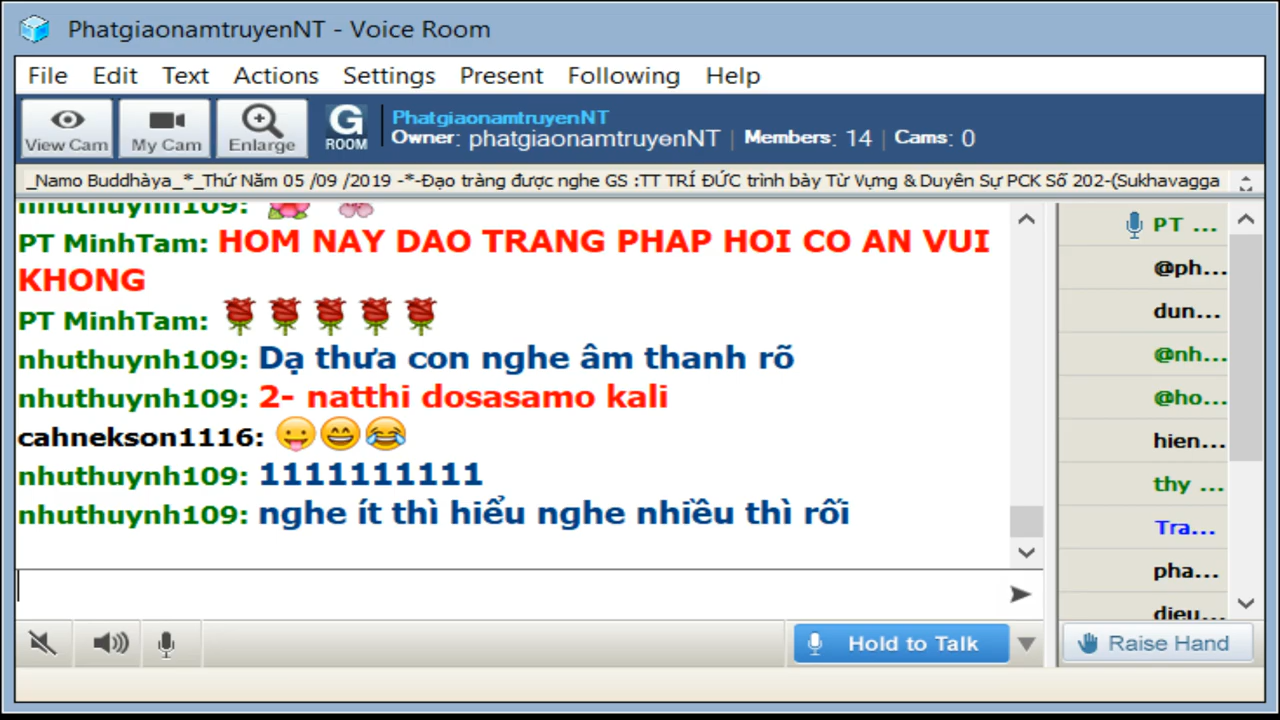 PhatgiaonamtruyenNT - Voice Room
File Edit Text Actions Settings Present Following Help
View Cam My Cam Enlarge G ROOM
PhatgiaonamtruyenNT
Owner: phatgiaonamtruyenNT | Members: 14 | Cams: 0
_Namo Buddhàya_*_Thứ Năm 05 /09 /2019 -*-Đạo tràng được nghe GS :TT TRÍ ĐỨC trình bày Từ Vựng & Duyên Sự PCK Số 202-(Sukhavagga
nhuthuynh109:
PT MinhTam: HOM NAY DAO TRANG PHAP HOI CO AN VUI
KHONG
PT MinhTam: 🌹🌹🌹🌹🌹
nhuthuynh109: Dạ thưa con nghe âm thanh rõ
nhuthuynh109: 2- natthi dosasamo kali
cahnekson1116: 😛😄😂
nhuthuynh109: 1111111111
nhuthuynh109: nghe ít thì hiểu nghe nhiều thì rối
PT ...
@ph...
dun...
@nh...
@ho...
hien...
thy ...
Tra...
pha...
dieu...
Hold to Talk
Raise Hand